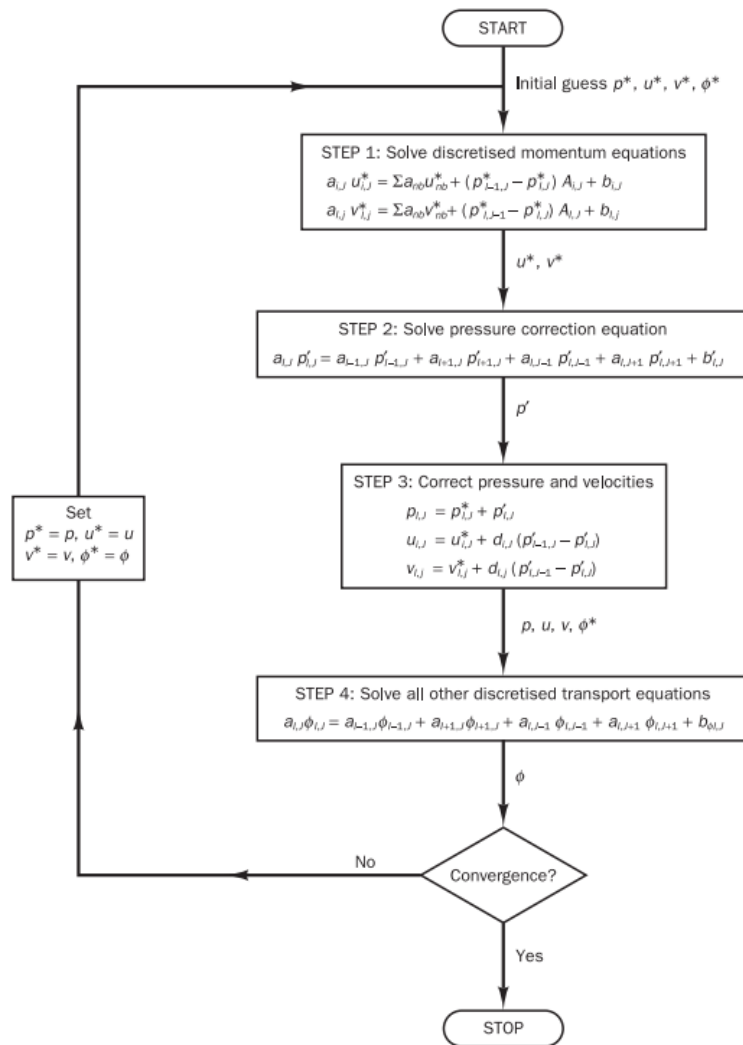 START
Initial guess p*, u*, v*, ϕ*
STEP 1: Solve discretised momentum equations
a_{i,J} u*_{i,J} = Σa_{nb}u*_{nb} + (p*_{I–1,J} – p*_{I,J}) A_{i,J} + b_{i,J}
a_{I,j} v*_{I,j} = Σa_{nb}v*_{nb} + (p*_{I,J–1} – p*_{I,J}) A_{I,J} + b_{I,j}
u*, v*
STEP 2: Solve pressure correction equation
a_{I,J} p′_{I,J} = a_{I–1,J} p′_{I–1,J} + a_{I+1,J} p′_{I+1,J} + a_{I,J–1} p′_{I,J–1} + a_{I,J+1} p′_{I,J+1} + b′_{I,J}
p′
STEP 3: Correct pressure and velocities
p_{I,J} = p*_{I,J} + p′_{I,J}
u_{i,J} = u*_{i,J} + d_{i,J} (p′_{I–1,J} – p′_{I,J})
v_{I,j} = v*_{I,j} + d_{I,j} (p′_{I,J–1} – p′_{I,J})
Set
p* = p, u* = u
v* = v, ϕ* = ϕ
p, u, v, ϕ*
STEP 4: Solve all other discretised transport equations
a_{I,J}ϕ_{I,J} = a_{I–1,J}ϕ_{I–1,J} + a_{I+1,J}ϕ_{I+1,J} + a_{I,J–1} ϕ_{I,J–1} + a_{I,J+1} ϕ_{I,J+1} + b_{ϕI,J}
ϕ
No
Convergence?
Yes
STOP